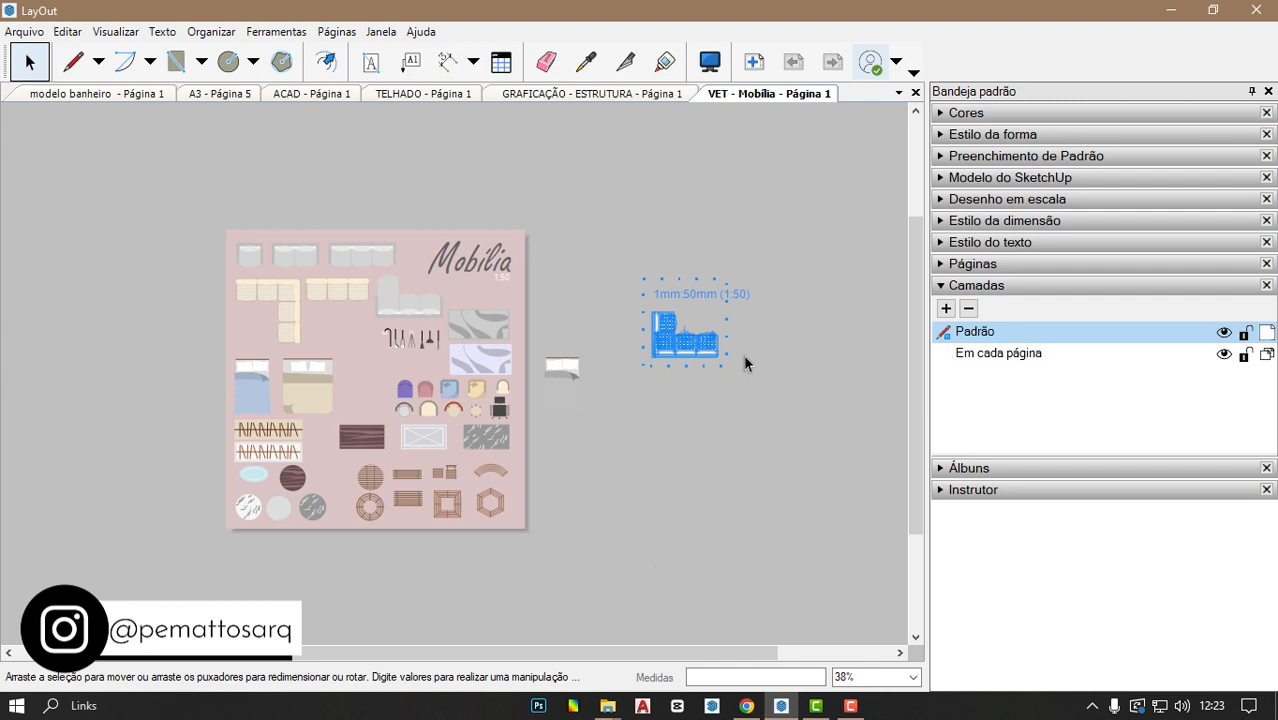 LayOut
Arquivo Editar Visualizar Texto Organizar Ferramentas Páginas Janela Ajuda
modelo banheiro - Página 1 A3 - Página 5 ACAD - Página 1 TELHADO - Página 1 GRAFICAÇÃO - ESTRUTURA - Página 1 VET - Mobília - Página 1
Bandeja padrão
Cores
Estilo da forma
Preenchimento de Padrão
Modelo do SketchUp
Desenho em escala
Estilo da dimensão
Estilo do texto
Páginas
Camadas
Padrão
Em cada página
Álbuns
Instrutor
Mobília
1:50
1mm:50mm (1:50)
@pemattosarq
Arraste a seleção para mover ou arraste os puxadores para redimensionar ou rotar. Digite valores para realizar uma manipulação ... Medidas 38%
Links 12:23